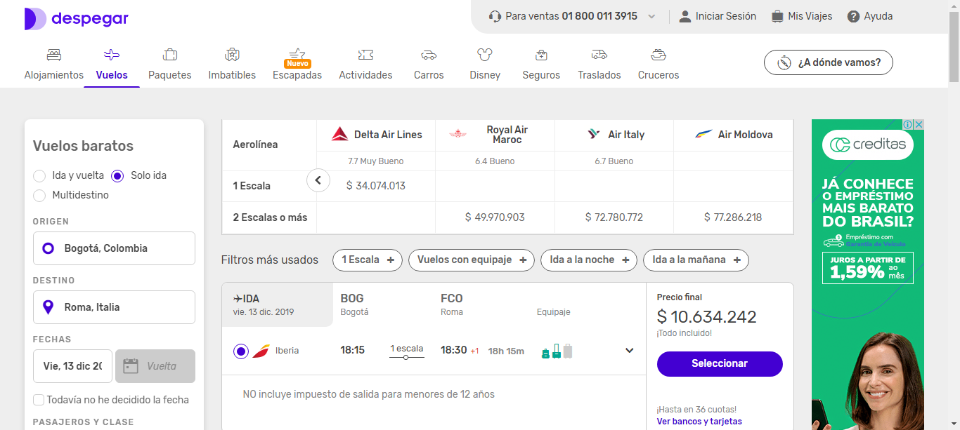 despegar
Para ventas 01 800 011 3915
Iniciar Sesión
Mis Viajes
Ayuda
Alojamientos
Vuelos
Paquetes
Imbatibles
Nuevo
Escapadas
Actividades
Carros
Disney
Seguros
Traslados
Cruceros
¿A dónde vamos?
Vuelos baratos
Ida y vuelta
Solo ida
Multidestino
ORIGEN
Bogotá, Colombia
DESTINO
Roma, Italia
FECHAS
Vie, 13 dic 20
Vuelta
Todavía no he decidido la fecha
PASAJEROS Y CLASE
Aerolínea
Delta Air Lines
Royal Air
Maroc
Air Italy
Air Moldova
7.7 Muy Bueno
6.4 Bueno
6.7 Bueno
1 Escala
$ 34.074.013
2 Escalas o más
$ 49.970.903
$ 72.780.772
$ 77.286.218
Filtros más usados
1 Escala +
Vuelos con equipaje +
Ida a la noche +
Ida a la mañana +
IDA
BOG
FCO
vie. 13 dic. 2019
Bogotá
Roma
Equipaje
Iberia
18:15
1 escala
18:30 +1
18h 15m
NO incluye impuesto de salida para menores de 12 años
Precio final
$ 10.634.242
¡Todo incluido!
Seleccionar
¡Hasta en 36 cuotas!
Ver bancos y tarjetas
creditas
JÁ CONHECE
O EMPRÉSTIMO
MAIS BARATO
DO BRASIL?
Empréstimo com
Garantia de Veículo
JUROS A PARTIR DE
1,59% ao
mês